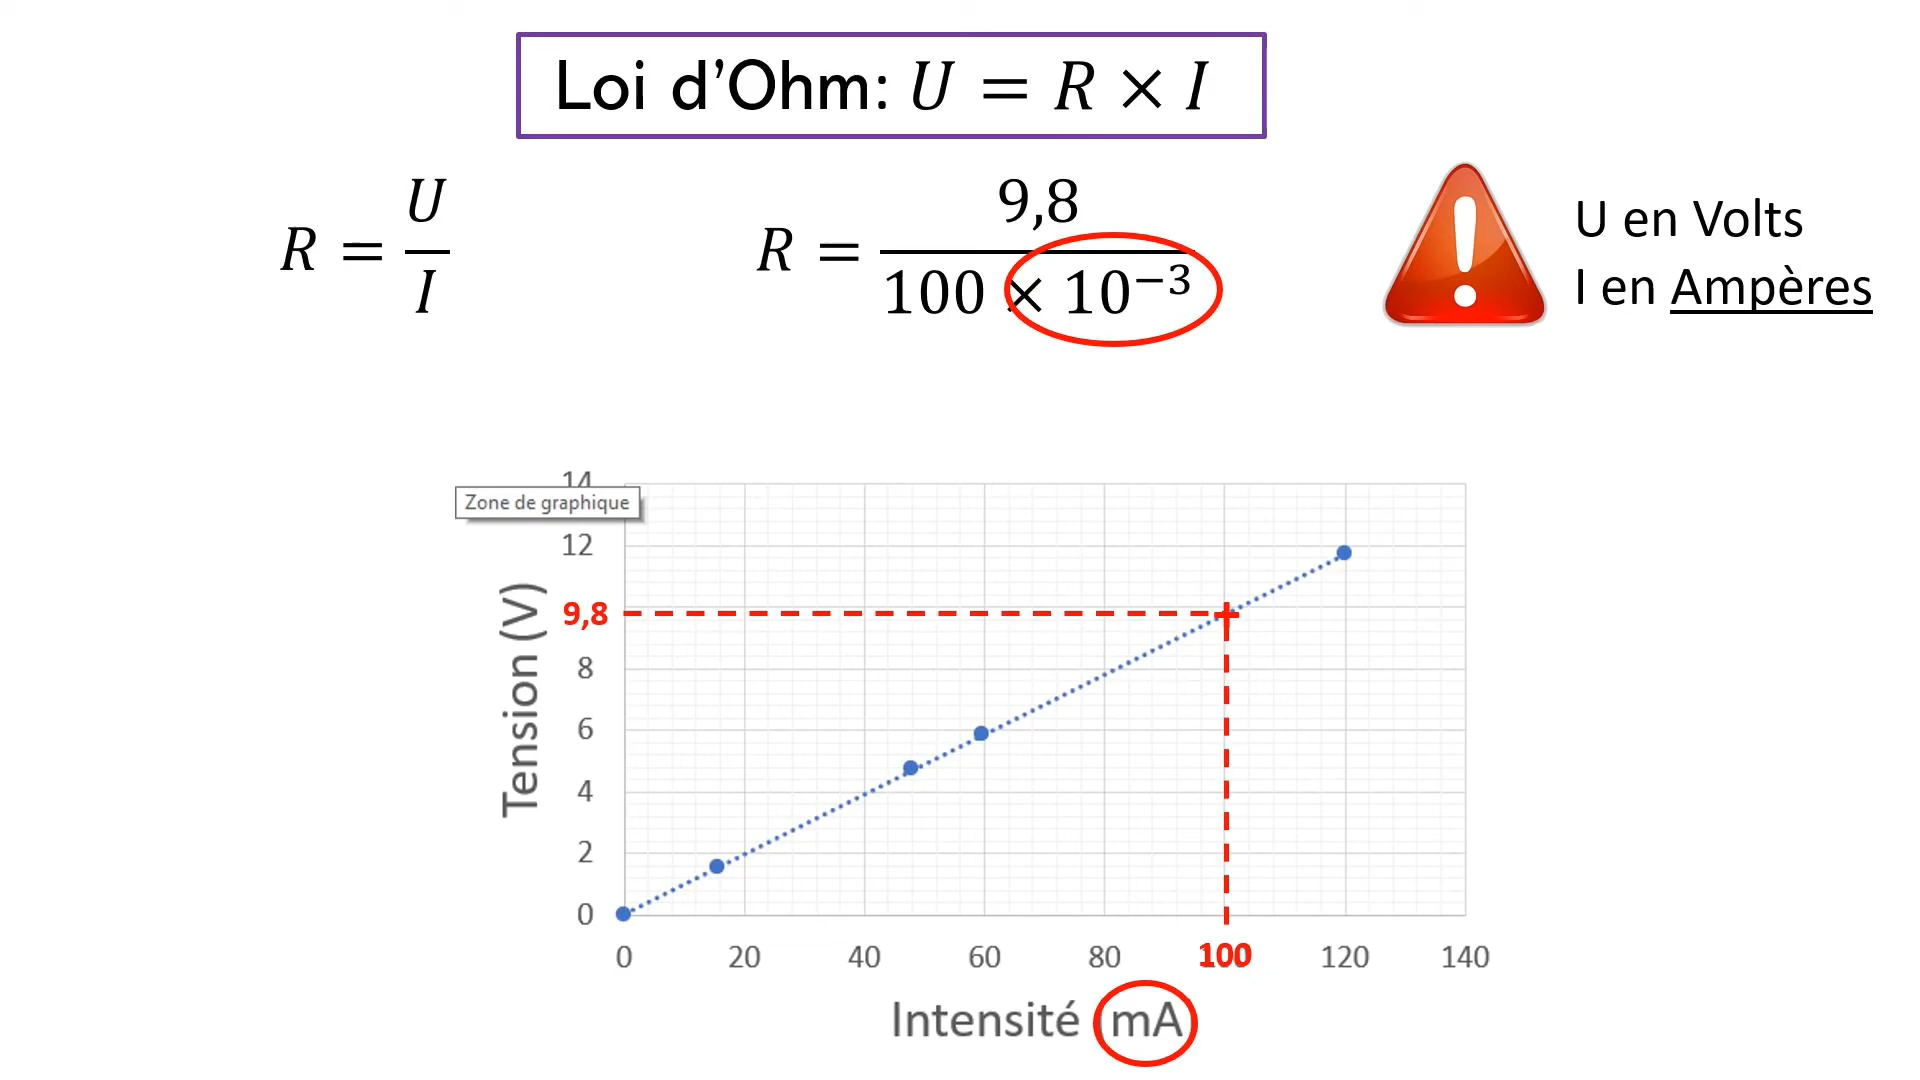 Loi d’Ohm: U = R × I
R = U/I
R = 9,8/(100 × 10⁻³)
U en Volts
I en Ampères
14
Zone de graphique
12
9,8
8
6
4
2
0
Tension (V)
0 20 40 60 80 100 120 140
Intensité mA